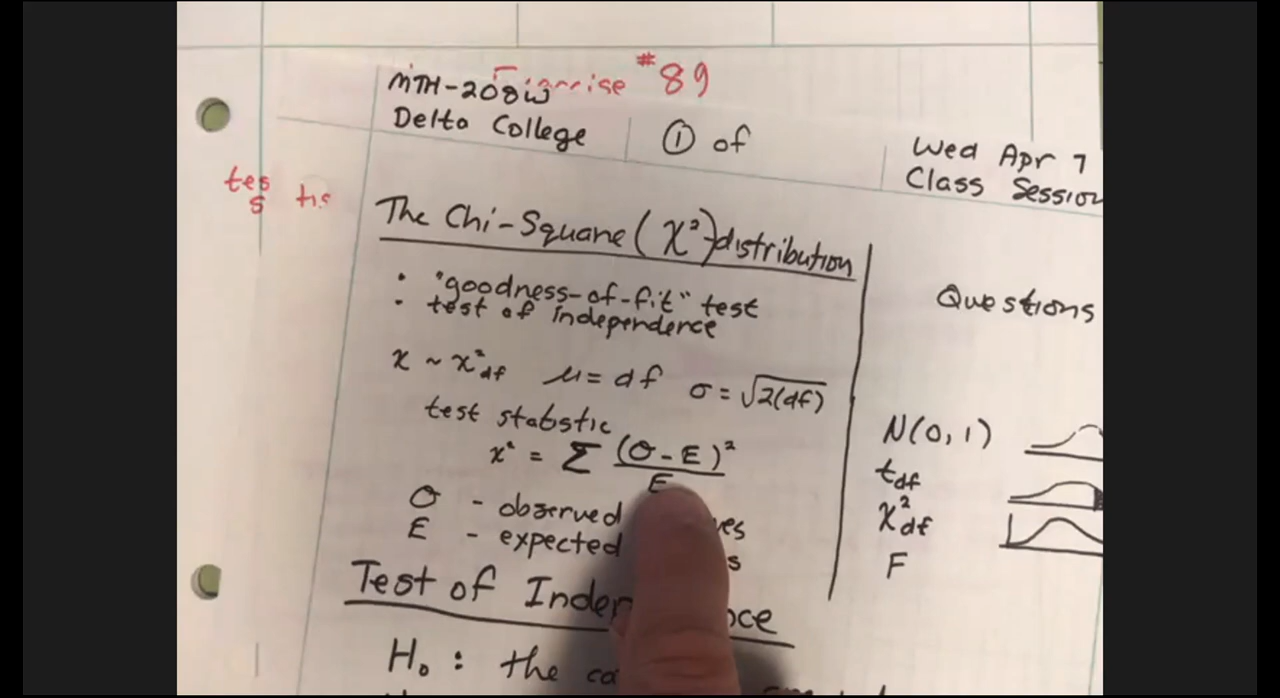 #89
MTH-208W
Delta College
① of
Wed Apr 7
Class Session
The Chi-Square (χ²) distribution
· "goodness-of-fit" test
· test of independence
x ~ χ²df μ = df σ = √2(df)
test statistic
χ² = Σ (O - E)²
E
O - observed
E - expected
Test of
H₀ : the
Questions
N(0,1)
tdf
χ²df
F